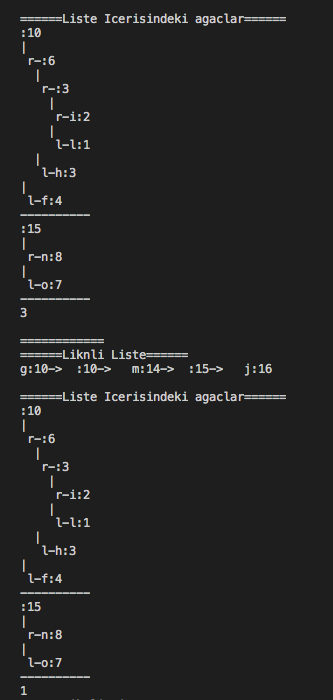 ======Liste Icerisindeki agaclar======
:10
|
r-:6
|
r-:3
|
r-i:2
|
l-l:1
|
l-h:3
|
l-f:4
----------
:15
|
r-n:8
|
l-o:7
----------
3
============
======Liknli Liste======
g:10-> :10-> m:14-> :15-> j:16
======Liste Icerisindeki agaclar======
:10
|
r-:6
|
r-:3
|
r-i:2
|
l-l:1
|
l-h:3
|
l-f:4
----------
:15
|
r-n:8
|
l-o:7
----------
1